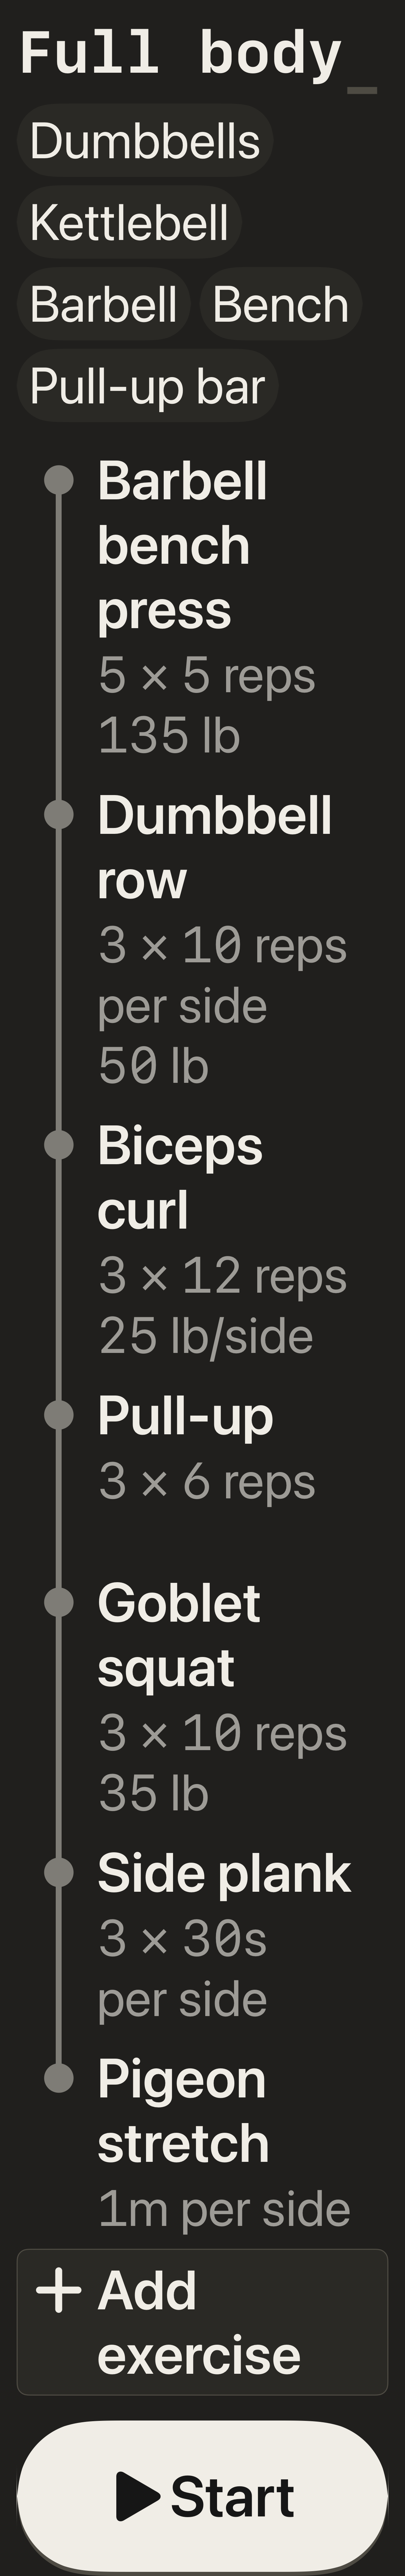 Full body_
Dumbbells
Kettlebell
Barbell Bench
Pull-up bar
Barbell
bench
press
5 × 5 reps
135 lb
Dumbbell
row
3 × 10 reps
per side
50 lb
Biceps
curl
3 × 12 reps
25 lb/side
Pull-up
3 × 6 reps
Goblet
squat
3 × 10 reps
35 lb
Side plank
3 × 30s
per side
Pigeon
stretch
1m per side
Add
exercise
Start